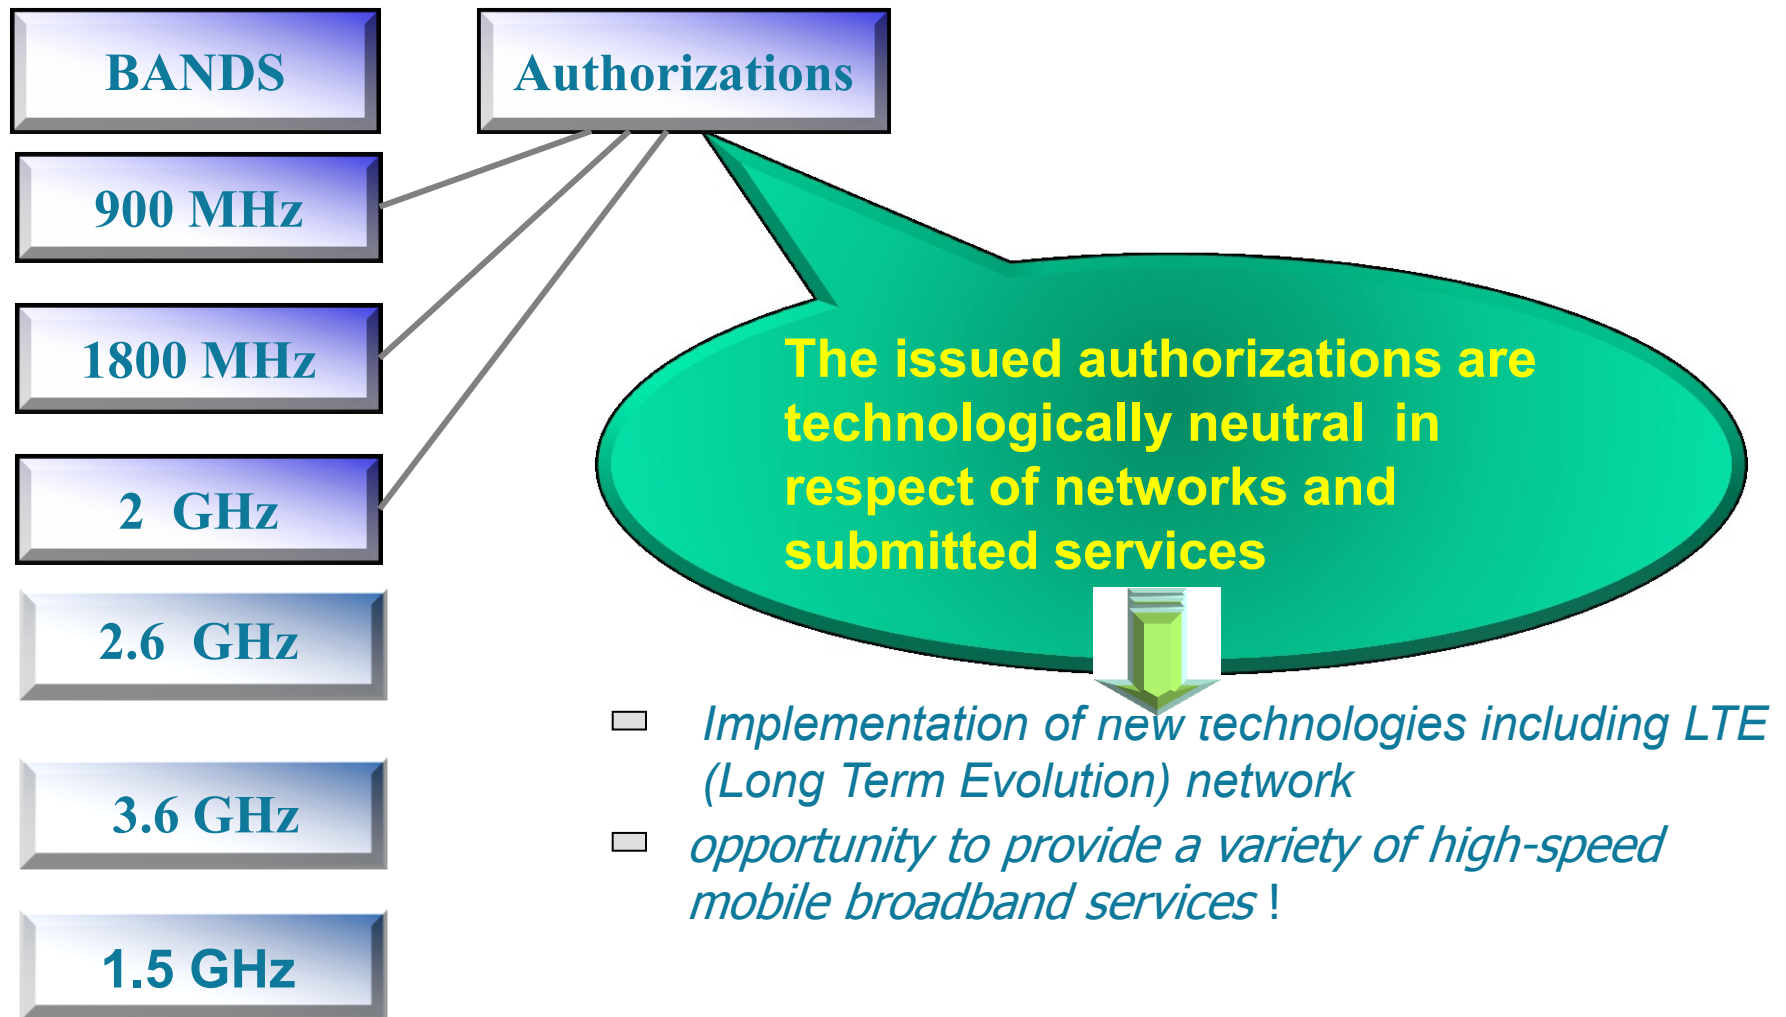 BANDS
Authorizations
900 MHz
1800 MHz
2 GHz
2.6 GHz
3.6 GHz
1.5 GHz
The issued authorizations are
technologically neutral in
respect of networks and
submitted services
Implementation of new technologies including LTE
(Long Term Evolution) network
opportunity to provide a variety of high-speed
mobile broadband services !